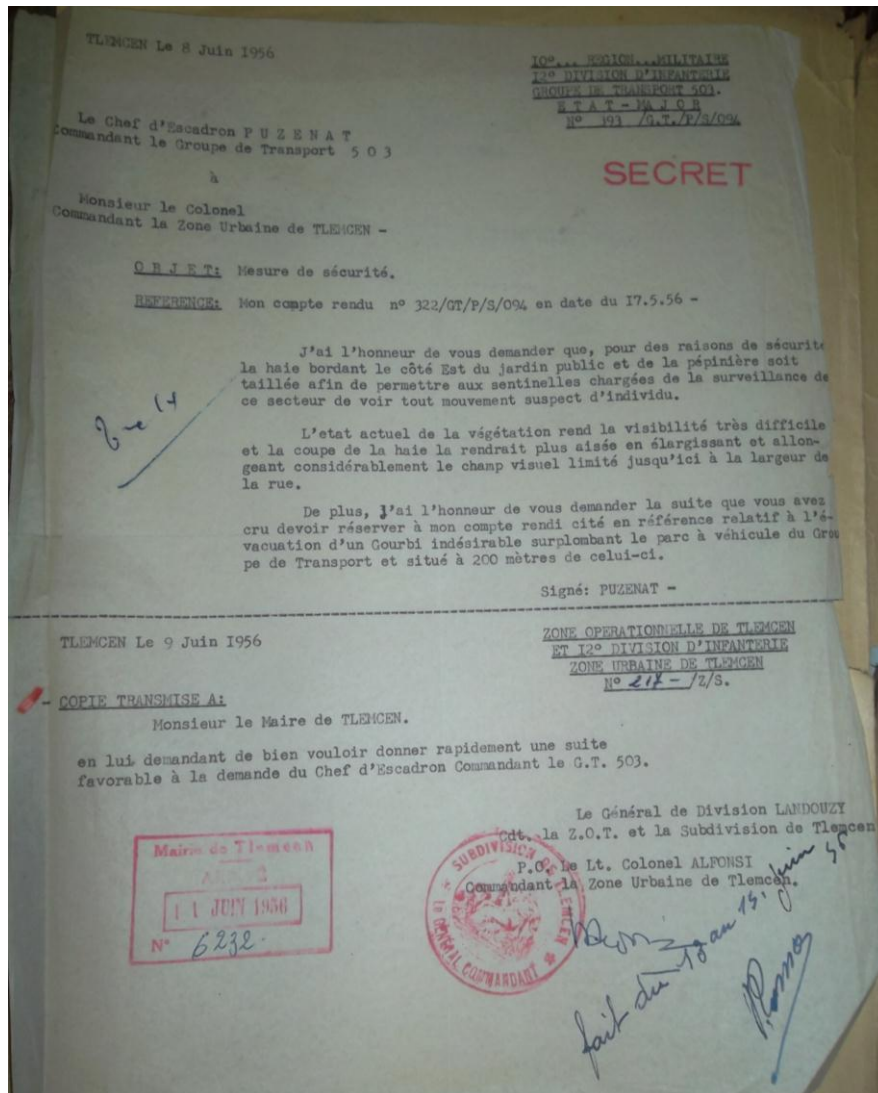 TLEMCEN Le 8 Juin I956
I0°... REGION...MILITAIRE
I2° DIVISION D'INFANTERIE
GROUPE DE TRANSPORT 503.
E T A T - M A J O R
N° 393 /G.T./P/S/094
Le Chef d'Escadron P U Z E N A T
Commandant le Groupe de Transport 5 0 3
SECRET
à
Monsieur le Colonel
Commandant la Zone Urbaine de TLEMCEN -
O B J E T: Mesure de sécurité.
REFERENCE: Mon compte rendu n° 322/GT/P/S/094 en date du I7.5.56 -
J'ai l'honneur de vous demander que, pour des raisons de sécurité
la haie bordant le côté Est du jardin public et de la pépinière soit
taillée afin de permettre aux sentinelles chargées de la surveillance de
ce secteur de voir tout mouvement suspect d'individu.
L'etat actuel de la végétation rend la visibilité très difficile
et la coupe de la haie la rendrait plus aisée en élargissant et allon-
geant considérablement le champ visuel limité jusqu'ici à la largeur de
la rue.
De plus, j'ai l'honneur de vous demander la suite que vous avez
cru devoir réserver à mon compte rendi cité en référence relatif à l'é-
vacuation d'un Gourbi indésirable surplombant le parc à véhicule du Grou
pe de Transport et situé à 200 mètres de celui-ci.
Signé: PUZENAT -
TLEMCEN Le 9 Juin I956
ZONE OPERATIONNELLE DE TLEMCEN
ET I2° DIVISION D'INFANTERIE
ZONE URBAINE DE TLEMCEN
N° 217 - /Z/S.
- COPIE TRANSMISE A:
Monsieur le Maire de TLEMCEN.
en lui demandant de bien vouloir donner rapidement une suite
favorable à la demande du Chef d'Escadron Commandant le G.T. 503.
Le Général de Division LANDOUZY
Cdt. la Z.O.T. et la Subdivision de Tlemcen
P.O. Le Lt. Colonel ALFONSI
Commandant la Zone Urbaine de Tlemcen.
Mairie de Tlemcen
11 JUIN 1956
N° 6232.
SUBDIVISION DE TLEMCEN
LE GENERAL COMMANDANT
fait du 13 au 15 juin 56